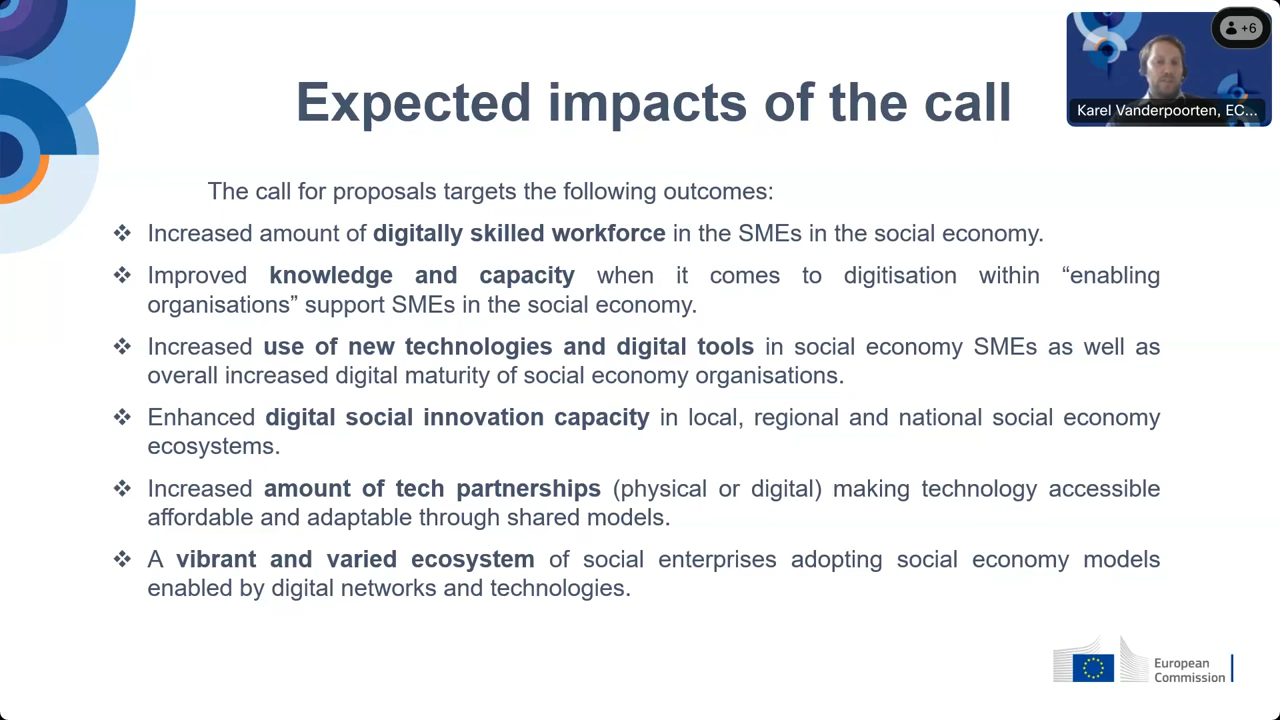 +6
Karel Vanderpoorten, EC...
Expected impacts of the call
The call for proposals targets the following outcomes:
❖ Increased amount of digitally skilled workforce in the SMEs in the social economy.
❖ Improved knowledge and capacity when it comes to digitisation within “enabling
organisations” support SMEs in the social economy.
❖ Increased use of new technologies and digital tools in social economy SMEs as well as
overall increased digital maturity of social economy organisations.
❖ Enhanced digital social innovation capacity in local, regional and national social economy
ecosystems.
❖ Increased amount of tech partnerships (physical or digital) making technology accessible
affordable and adaptable through shared models.
❖ A vibrant and varied ecosystem of social enterprises adopting social economy models
enabled by digital networks and technologies.
European
Commission